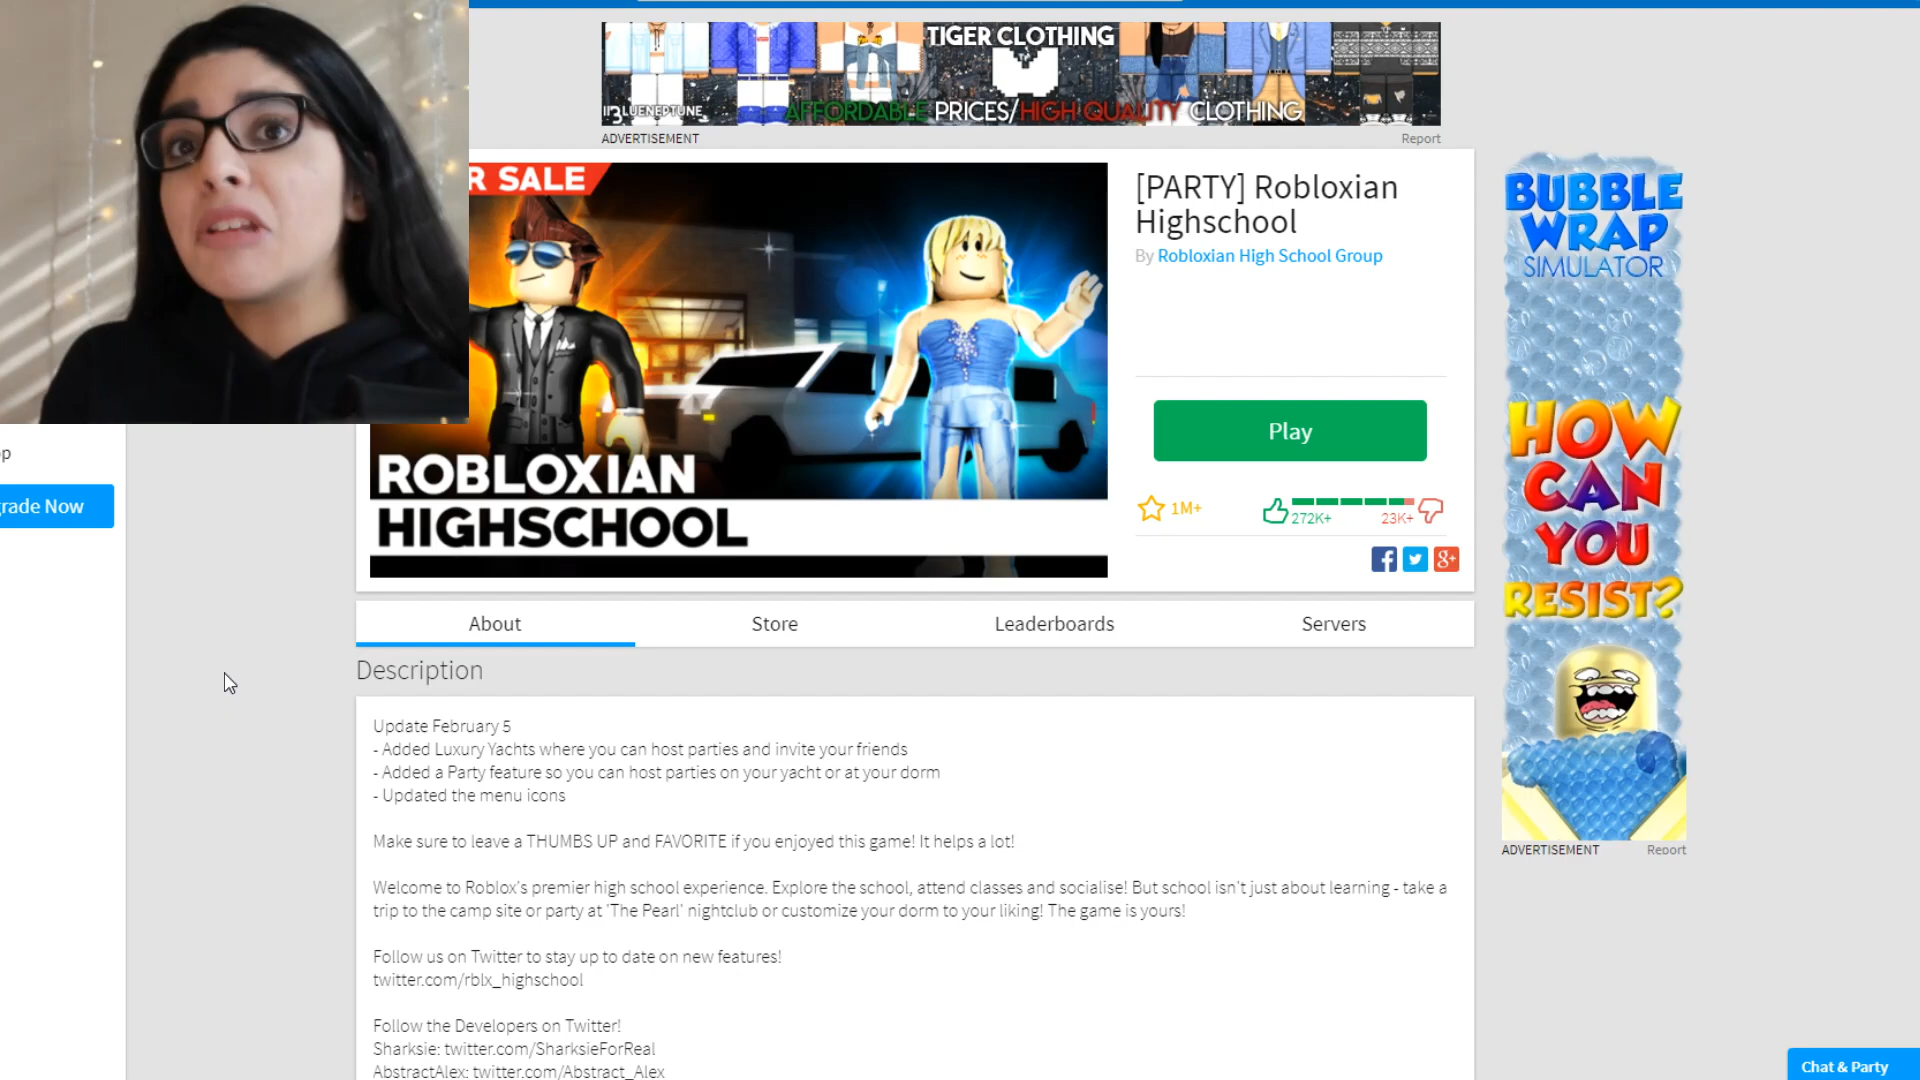 TIGER CLOTHING
BLUENEPTUNE
AFFORDABLE PRICES/HIGH QUALITY CLOTHING
ADVERTISEMENT
Report
R SALE
ROBLOXIAN
HIGHSCHOOL
[PARTY] Robloxian
Highschool
By Robloxian High School Group
Play
1M+
272K+
23K+
f
8+
BUBBLE
WRAP
SIMULATOR
HOW
CAN
YOU
RESIST?
ADVERTISEMENT
Report
op
grade Now
About
Store
Leaderboards
Servers
Description
Update February 5
- Added Luxury Yachts where you can host parties and invite your friends
- Added a Party feature so you can host parties on your yacht or at your dorm
- Updated the menu icons
Make sure to leave a THUMBS UP and FAVORITE if you enjoyed this game! It helps a lot!
Welcome to Roblox's premier high school experience. Explore the school, attend classes and socialise! But school isn't just about learning - take a
trip to the camp site or party at 'The Pearl' nightclub or customize your dorm to your liking! The game is yours!
Follow us on Twitter to stay up to date on new features!
twitter.com/rblx_highschool
Follow the Developers on Twitter!
Sharksie: twitter.com/SharksieForReal
AbstractAlex: twitter.com/Abstract_Alex
Chat & Party